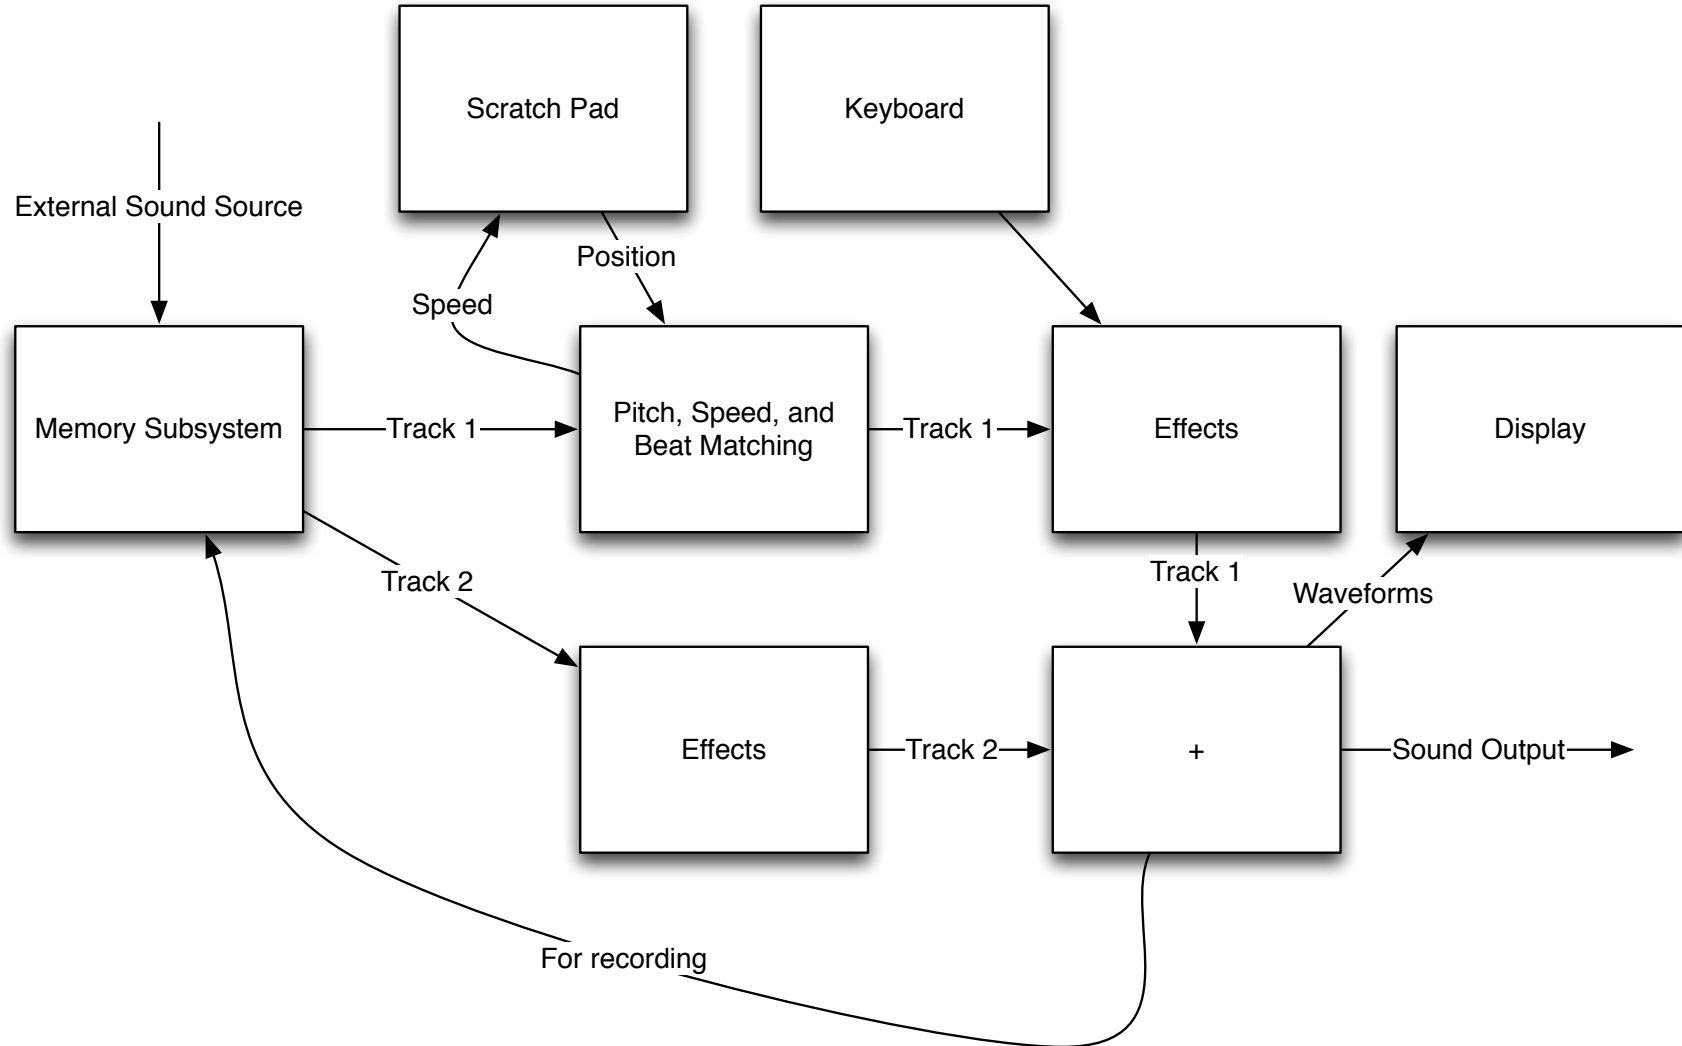 Scratch Pad
Keyboard
External Sound Source
Position
Speed
Memory Subsystem
Track 1
Pitch, Speed, and
Beat Matching
Track 1
Effects
Display
Track 1
Track 2
Waveforms
Effects
Track 2
+
Sound Output
For recording